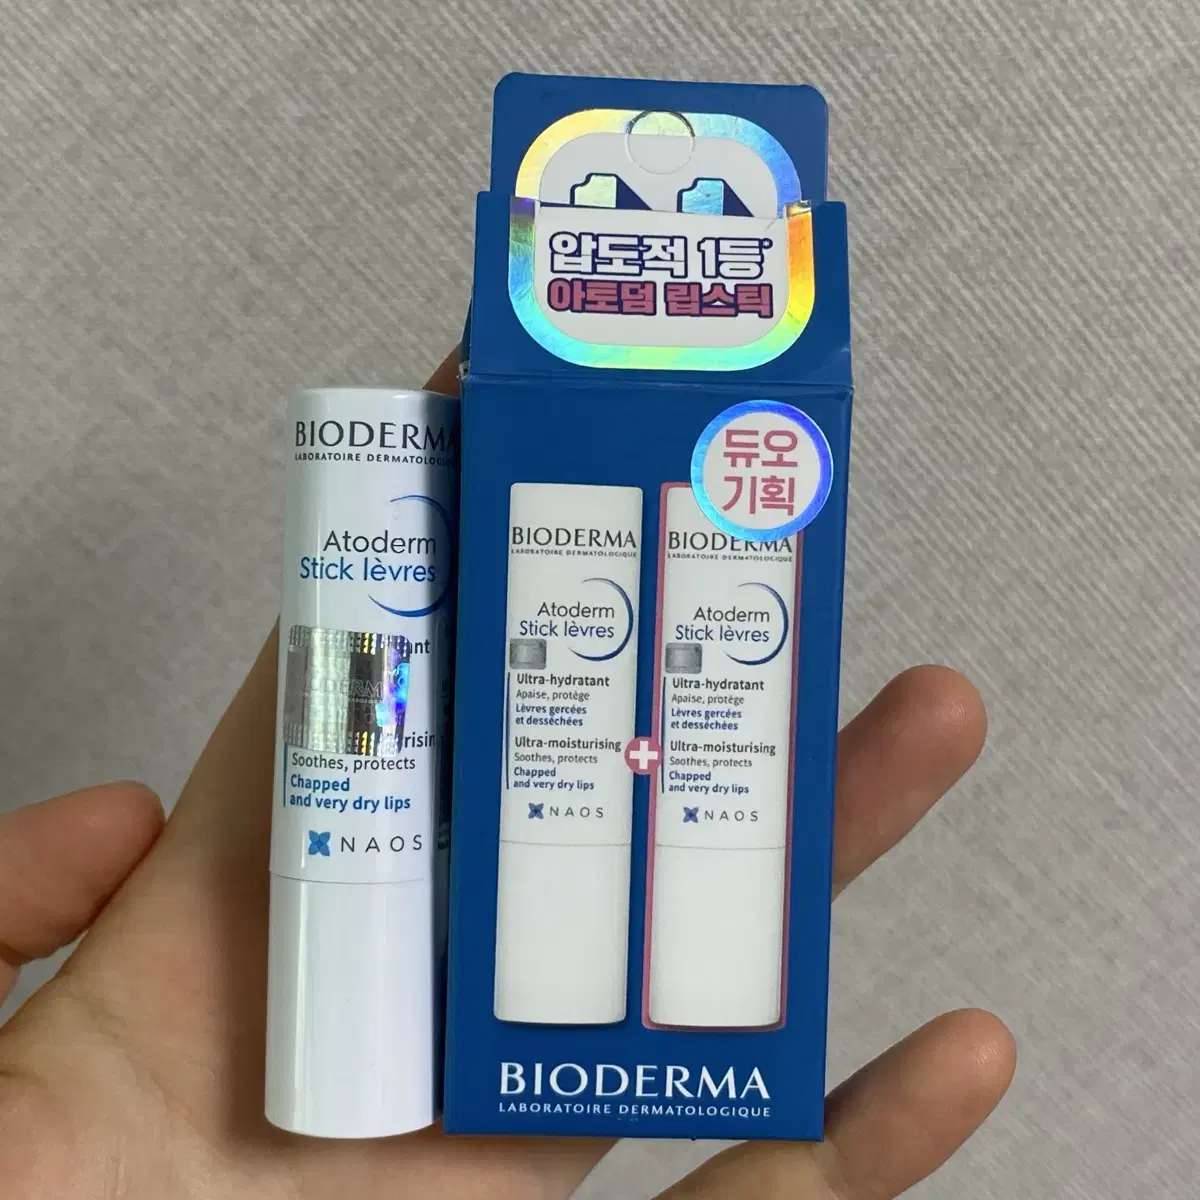 압도적 1등*
아토덤 립스틱
듀오
기획
BIODERMA
LABORATOIRE DERMATOLOGIQUE
Atoderm
Stick lèvres
Soothes, protects
Chapped
and very dry lips
NAOS
BIODERMA
LABORATOIRE DERMATOLOGIQUE
Atoderm
Stick lèvres
Ultra-hydratant
Apaise, protège
Lèvres gercées
et desséchées
Ultra-moisturising
Soothes, protects
Chapped
and very dry lips
NAOS
BIODERMA
LABORATOIRE DERMATOLOGIQUE
Atoderm
Stick lèvres
Ultra-hydratant
Apaise, protège
Lèvres gercées
et desséchées
Ultra-moisturising
Soothes, protects
Chapped
and very dry lips
NAOS
BIODERMA
LABORATOIRE DERMATOLOGIQUE